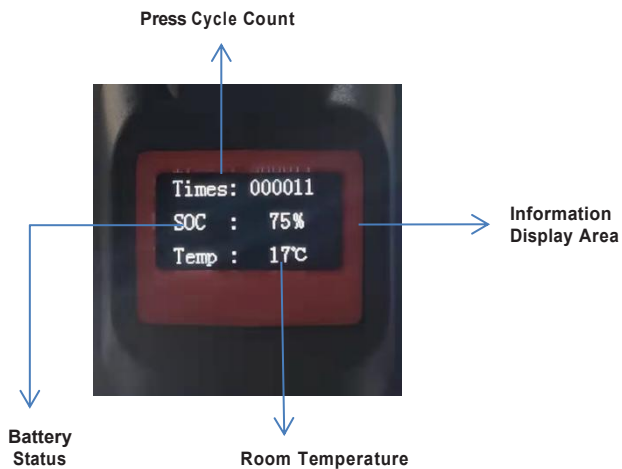 Press Cycle Count
Times: 000011
SOC : 75%
Temp : 17℃
Information
Display Area
Battery
Status
Room Temperature